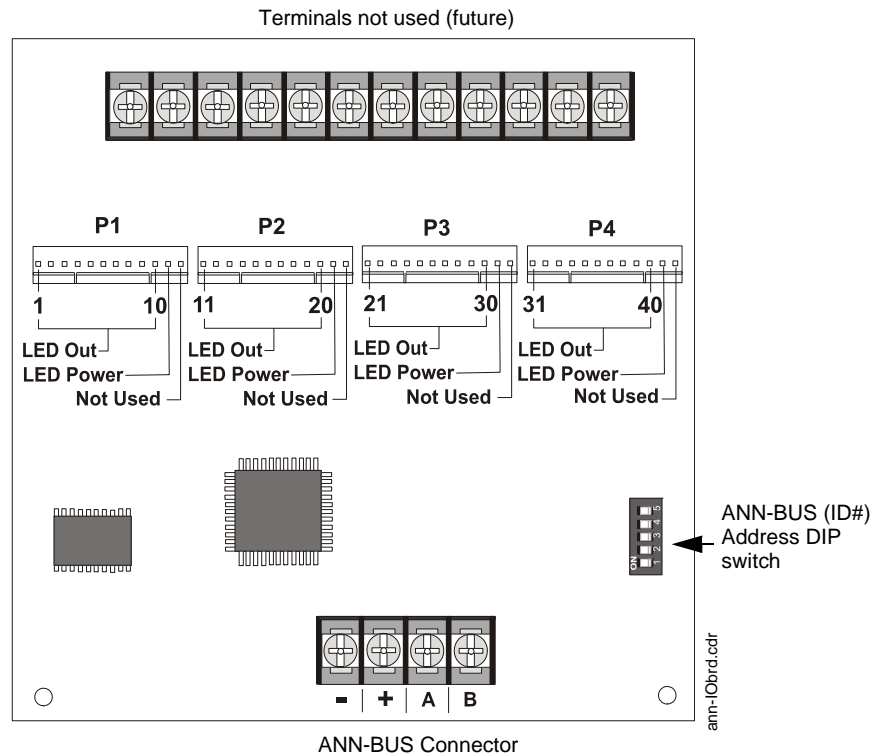 Terminals not used (future)
P1 P2 P3 P4
1 10 11 20 21 30 31 40
LED Out LED Out LED Out LED Out
LED Power LED Power LED Power LED Power
Not Used Not Used Not Used Not Used
ANN-BUS (ID#)
Address DIP
switch
ON
1 2 3 4 5
- + A B
ann-IObrd.cdr
ANN-BUS Connector